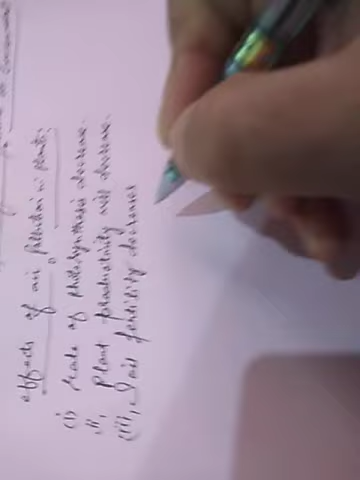 effects of air Pollution in plants:
(i) Rate of Photosynthesis decrease.
ii, Plant productivity will decrease.
(iii), Soil fertility decreases